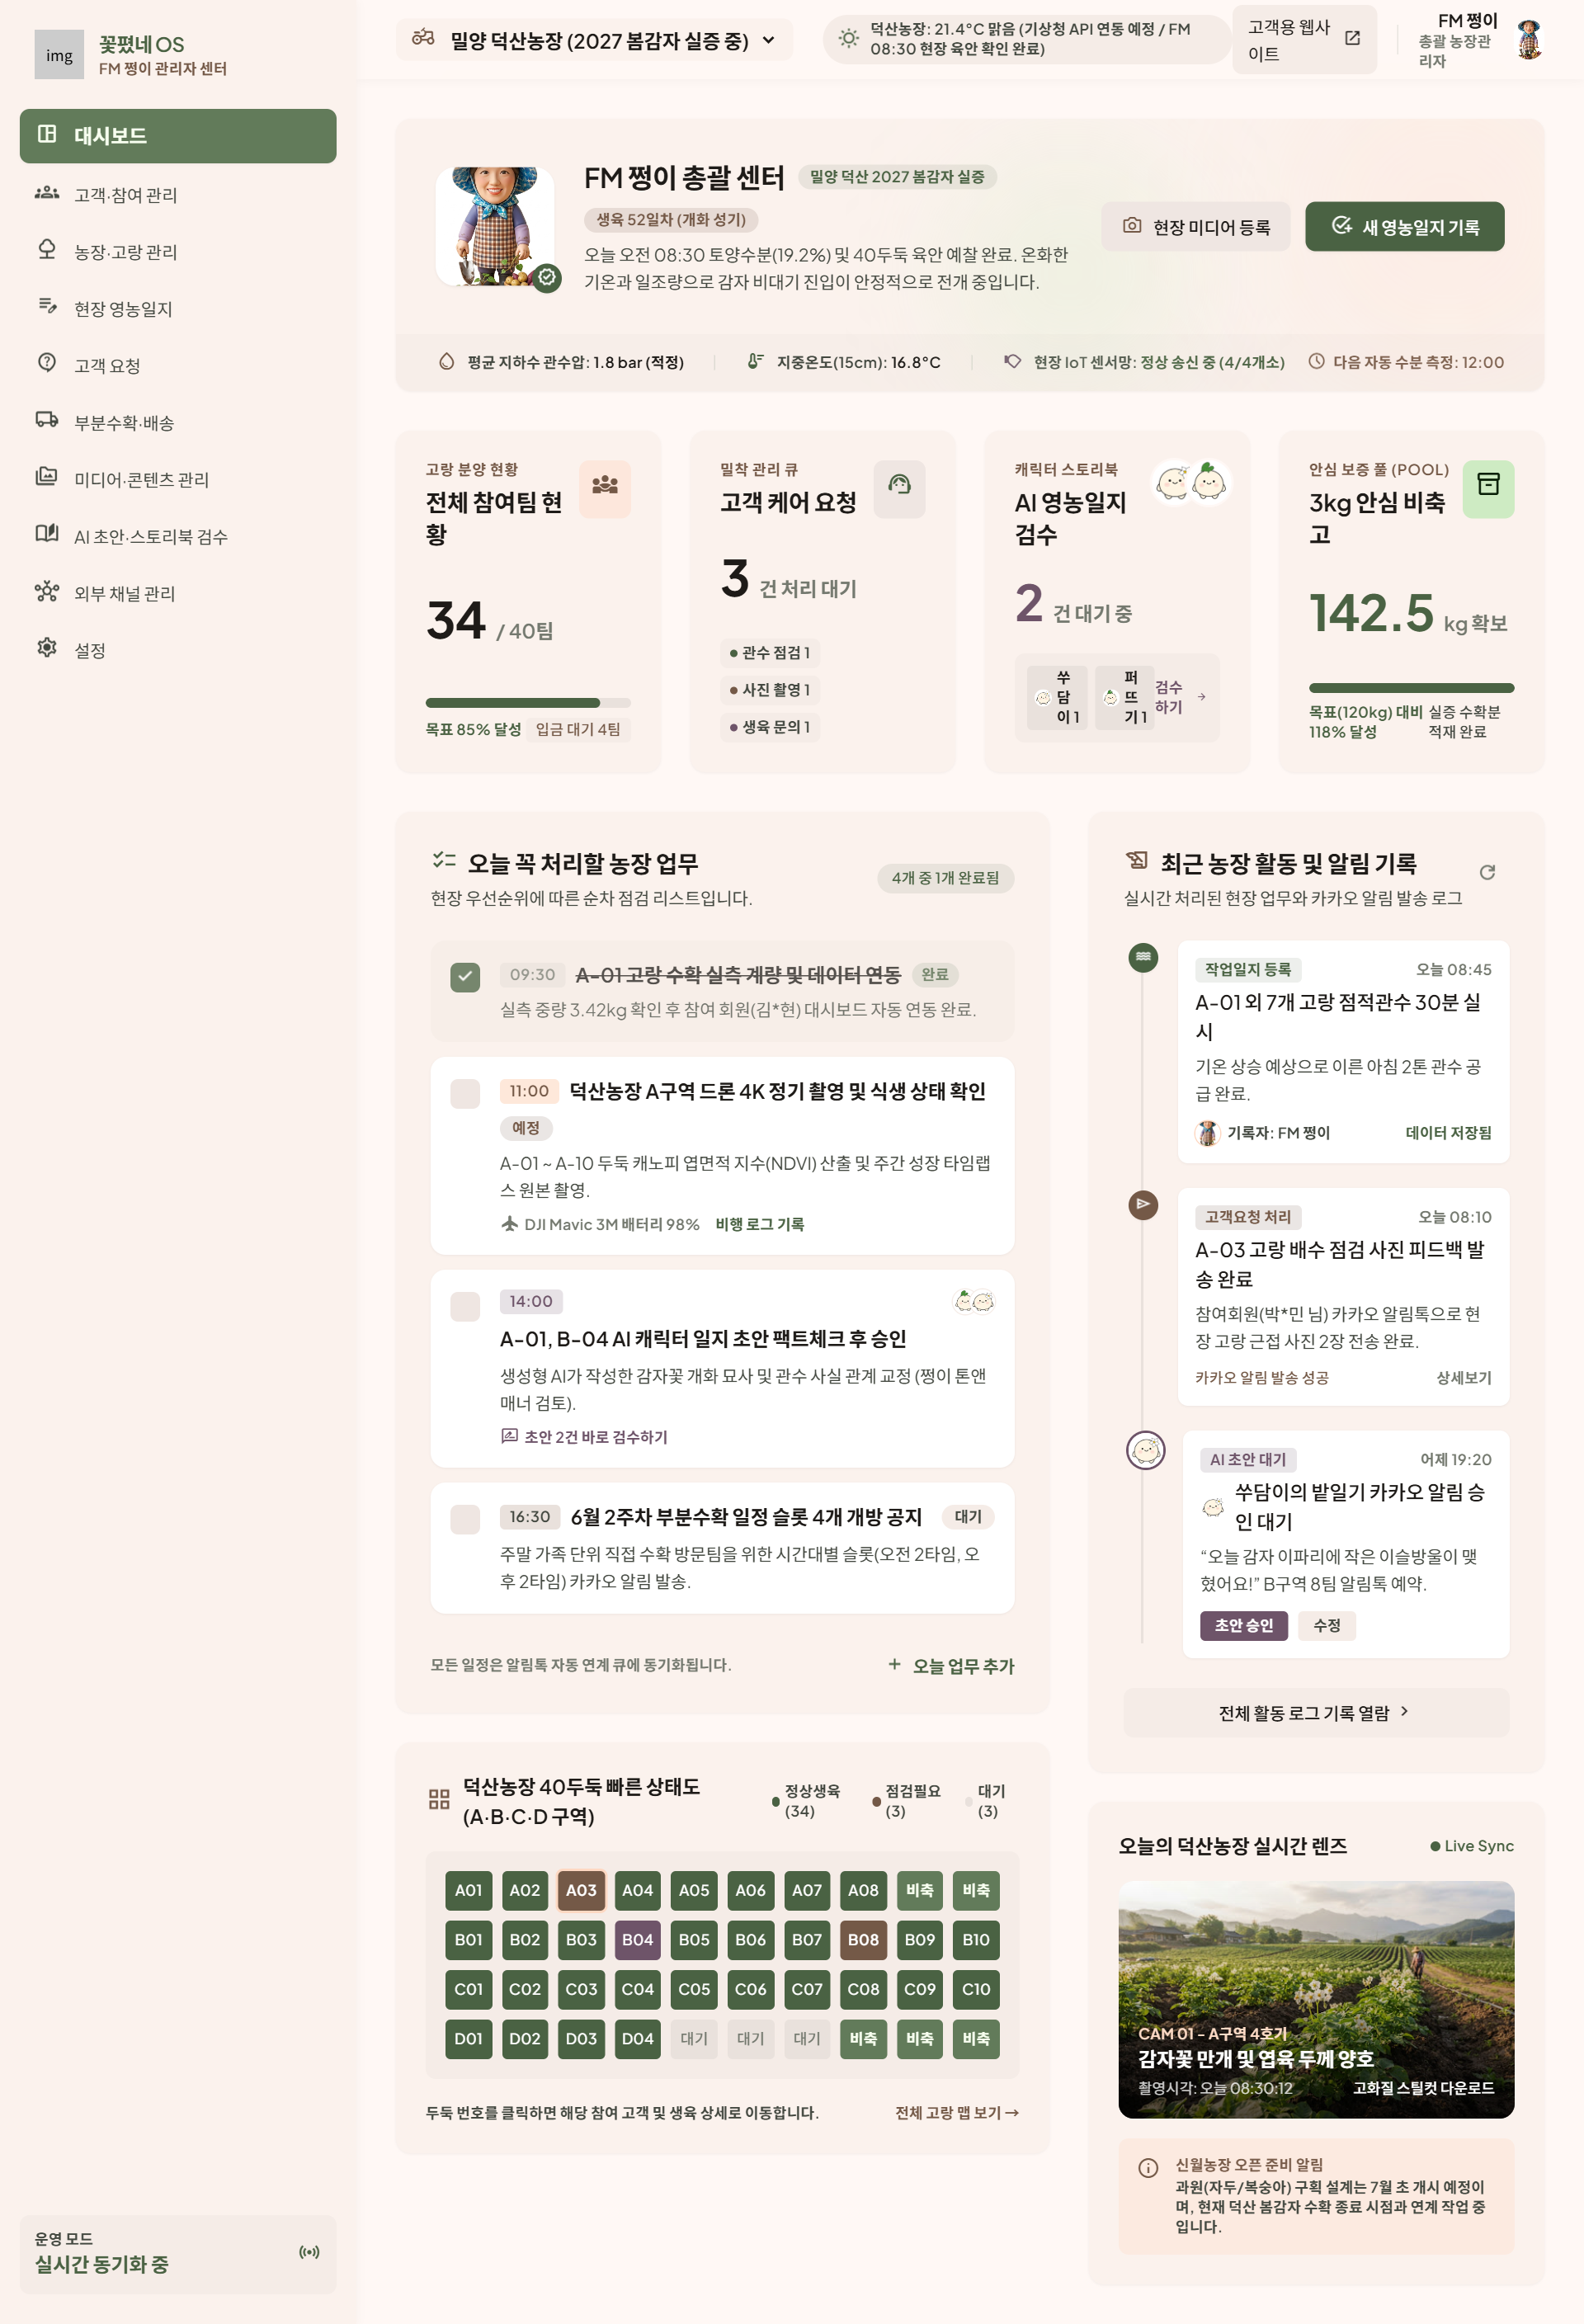 img
꽃폈네 OS
FM 쩡이 관리자 센터
대시보드
고객·참여 관리
농장·고랑 관리
현장 영농일지
고객 요청
부분수확·배송
미디어·콘텐츠 관리
AI 초안·스토리북 검수
외부 채널 관리
설정
운영 모드
실시간 동기화 중
밀양 덕산농장 (2027 봄감자 실증 중)
덕산농장: 21.4°C 맑음 (기상청 API 연동 예정 / FM
08:30 현장 육안 확인 완료)
고객용 웹사
이트
FM 쩡이
총괄 농장관
리자
FM 쩡이 총괄 센터
밀양 덕산 2027 봄감자 실증
생육 52일차 (개화 성기)
오늘 오전 08:30 토양수분(19.2%) 및 40두둑 육안 예찰 완료. 온화한
기온과 일조량으로 감자 비대기 진입이 안정적으로 전개 중입니다.
현장 미디어 등록
새 영농일지 기록
평균 지하수 관수압: 1.8 bar (적정)
지중온도(15cm): 16.8°C
현장 IoT 센서망: 정상 송신 중 (4/4개소)
다음 자동 수분 측정: 12:00
고랑 분양 현황
전체 참여팀 현
황
34 / 40팀
목표 85% 달성
입금 대기 4팀
밀착 관리 큐
고객 케어 요청
3 건 처리 대기
관수 점검 1
사진 촬영 1
생육 문의 1
캐릭터 스토리북
AI 영농일지
검수
2 건 대기 중
쑤
담
이 1
퍼
뜨
기 1
검수
하기
안심 보증 풀 (POOL)
3kg 안심 비축
고
142.5 kg 확보
목표(120kg) 대비
118% 달성
실증 수확분
적재 완료
오늘 꼭 처리할 농장 업무
현장 우선순위에 따른 순차 점검 리스트입니다.
4개 중 1개 완료됨
09:30 A-01 고랑 수확 실측 계량 및 데이터 연동 완료
실측 중량 3.42kg 확인 후 참여 회원(김*현) 대시보드 자동 연동 완료.
11:00 덕산농장 A구역 드론 4K 정기 촬영 및 식생 상태 확인
예정
A-01 ~ A-10 두둑 캐노피 엽면적 지수(NDVI) 산출 및 주간 성장 타임랩
스 원본 촬영.
DJI Mavic 3M 배터리 98% 비행 로그 기록
14:00
A-01, B-04 AI 캐릭터 일지 초안 팩트체크 후 승인
생성형 AI가 작성한 감자꽃 개화 묘사 및 관수 사실 관계 교정 (쩡이 톤앤
매너 검토).
초안 2건 바로 검수하기
16:30 6월 2주차 부분수확 일정 슬롯 4개 개방 공지 대기
주말 가족 단위 직접 수확 방문팀을 위한 시간대별 슬롯(오전 2타임, 오
후 2타임) 카카오 알림 발송.
모든 일정은 알림톡 자동 연계 큐에 동기화됩니다.
+ 오늘 업무 추가
최근 농장 활동 및 알림 기록
실시간 처리된 현장 업무와 카카오 알림 발송 로그
작업일지 등록 오늘 08:45
A-01 외 7개 고랑 점적관수 30분 실
시
기온 상승 예상으로 이른 아침 2톤 관수 공
급 완료.
기록자: FM 쩡이 데이터 저장됨
고객요청 처리 오늘 08:10
A-03 고랑 배수 점검 사진 피드백 발
송 완료
참여회원(박*민 님) 카카오 알림톡으로 현
장 고랑 근접 사진 2장 전송 완료.
카카오 알림 발송 성공 상세보기
AI 초안 대기 어제 19:20
쑤담이의 밭일기 카카오 알림 승
인 대기
“오늘 감자 이파리에 작은 이슬방울이 맺
혔어요!” B구역 8팀 알림톡 예약.
초안 승인 수정
전체 활동 로그 기록 열람
덕산농장 40두둑 빠른 상태도
(A·B·C·D 구역)
정상생육
(34)
점검필요
(3)
대기
(3)
A01 A02 A03 A04 A05 A06 A07 A08 비축 비축
B01 B02 B03 B04 B05 B06 B07 B08 B09 B10
C01 C02 C03 C04 C05 C06 C07 C08 C09 C10
D01 D02 D03 D04 대기 대기 대기 비축 비축 비축
두둑 번호를 클릭하면 해당 참여 고객 및 생육 상세로 이동합니다.
전체 고랑 맵 보기 →
오늘의 덕산농장 실시간 렌즈
Live Sync
CAM 01 - A구역 4호기
감자꽃 만개 및 엽육 두께 양호
촬영시각: 오늘 08:30:12 고화질 스틸컷 다운로드
신월농장 오픈 준비 알림
과원(자두/복숭아) 구획 설계는 7월 초 개시 예정이
며, 현재 덕산 봄감자 수확 종료 시점과 연계 작업 중
입니다.